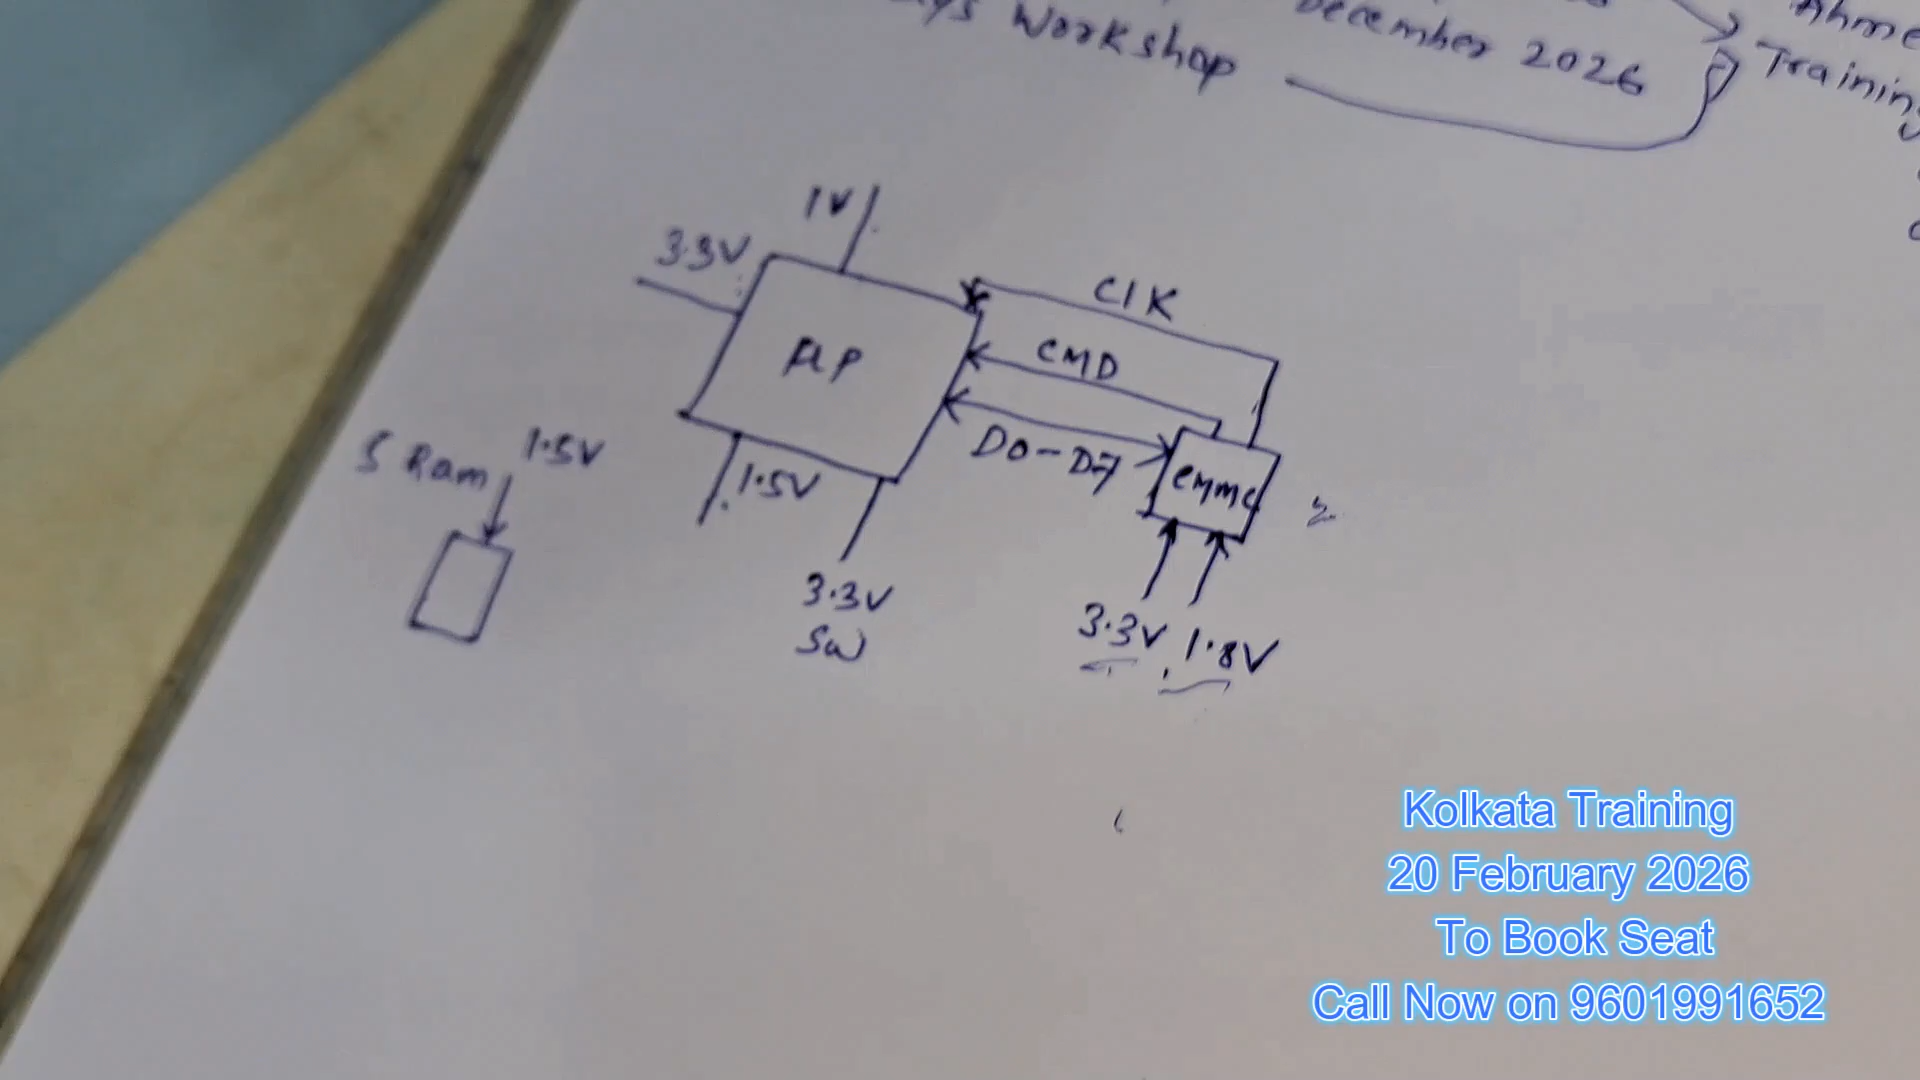 December 2026
Workshop
Training
1V
3.3V
CLK
μP
CMD
D0-D7
emmc
S Ram
1.5V
1.5V
3.3V
SW
3.3V
1.8V
Kolkata Training
20 February 2026
To Book Seat
Call Now on 9601991652